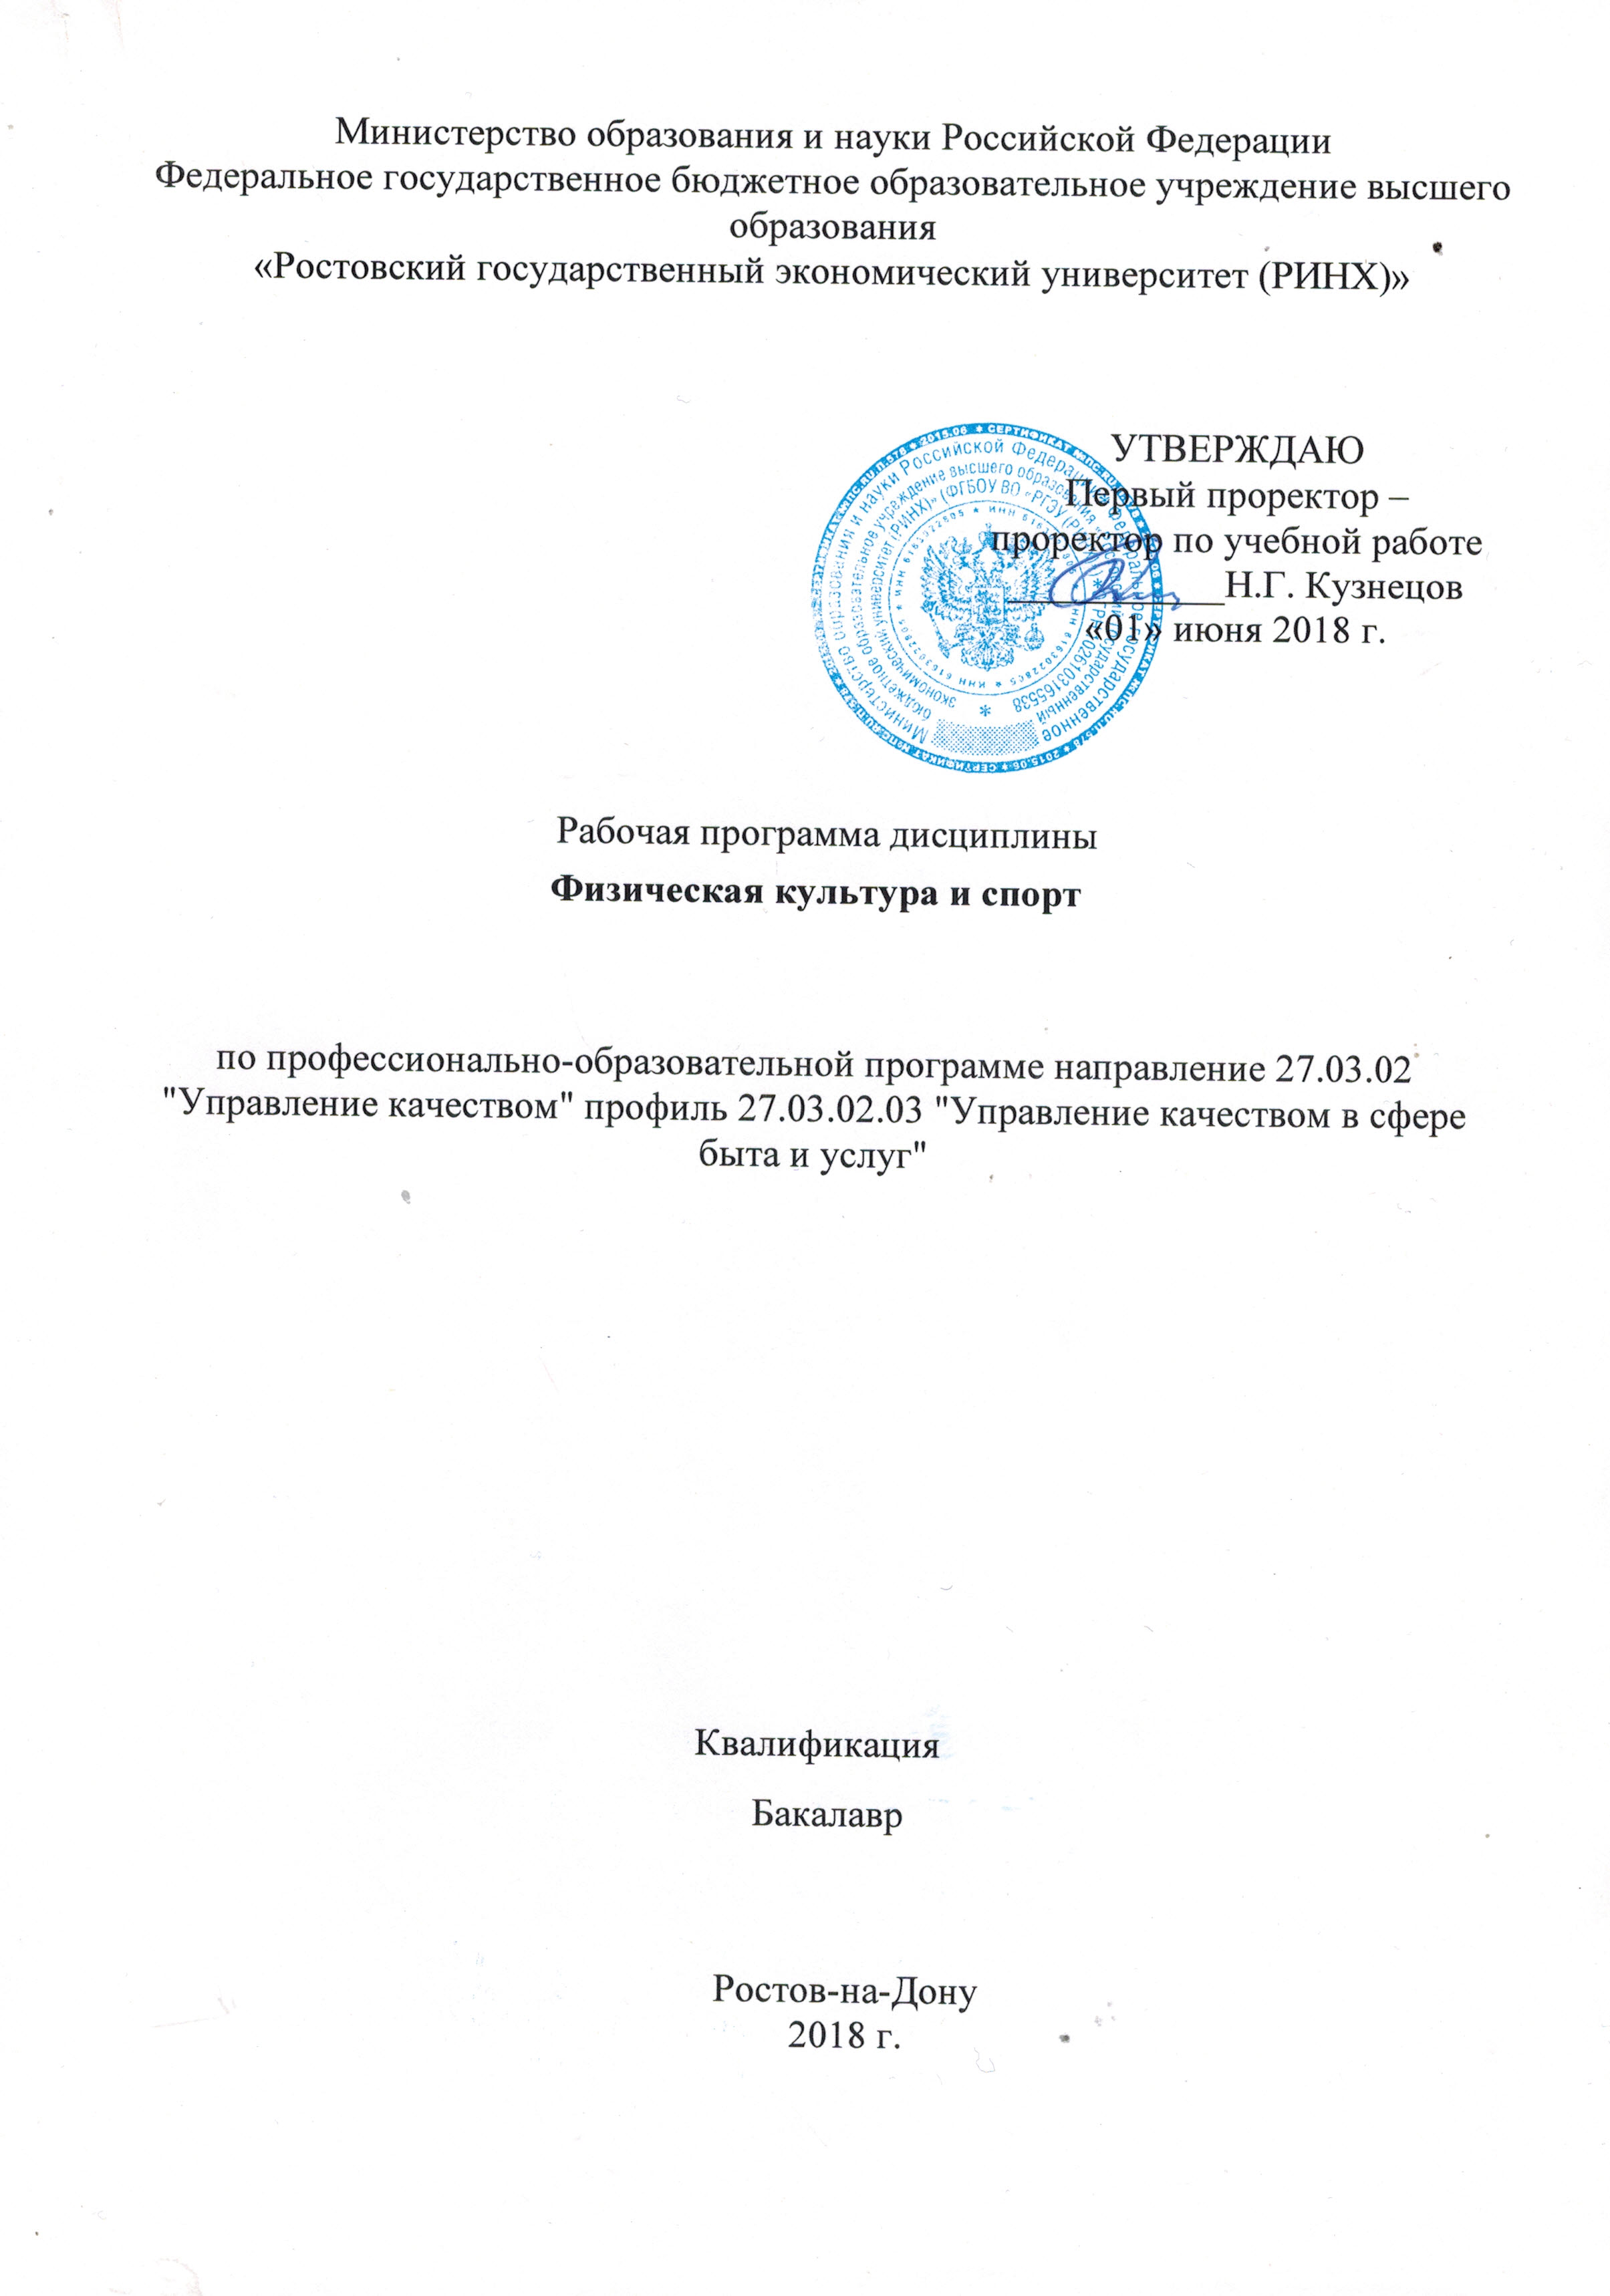 Министерство образования и науки Российской Федерации
Федеральное государственное бюджетное образовательное учреждение высшего
образования
«Ростовский государственный экономический университет (РИНХ)»
УТВЕРЖДАЮ
Первый проректор –
проректор по учебной работе
Н.Г. Кузнецов
«01» июня 2018 г.
Рабочая программа дисциплины
Физическая культура и спорт
по профессионально-образовательной программе направление 27.03.02
"Управление качеством" профиль 27.03.02.03 "Управление качеством в сфере
быта и услуг"
Квалификация
Бакалавр
Ростов-на-Дону
2018 г.